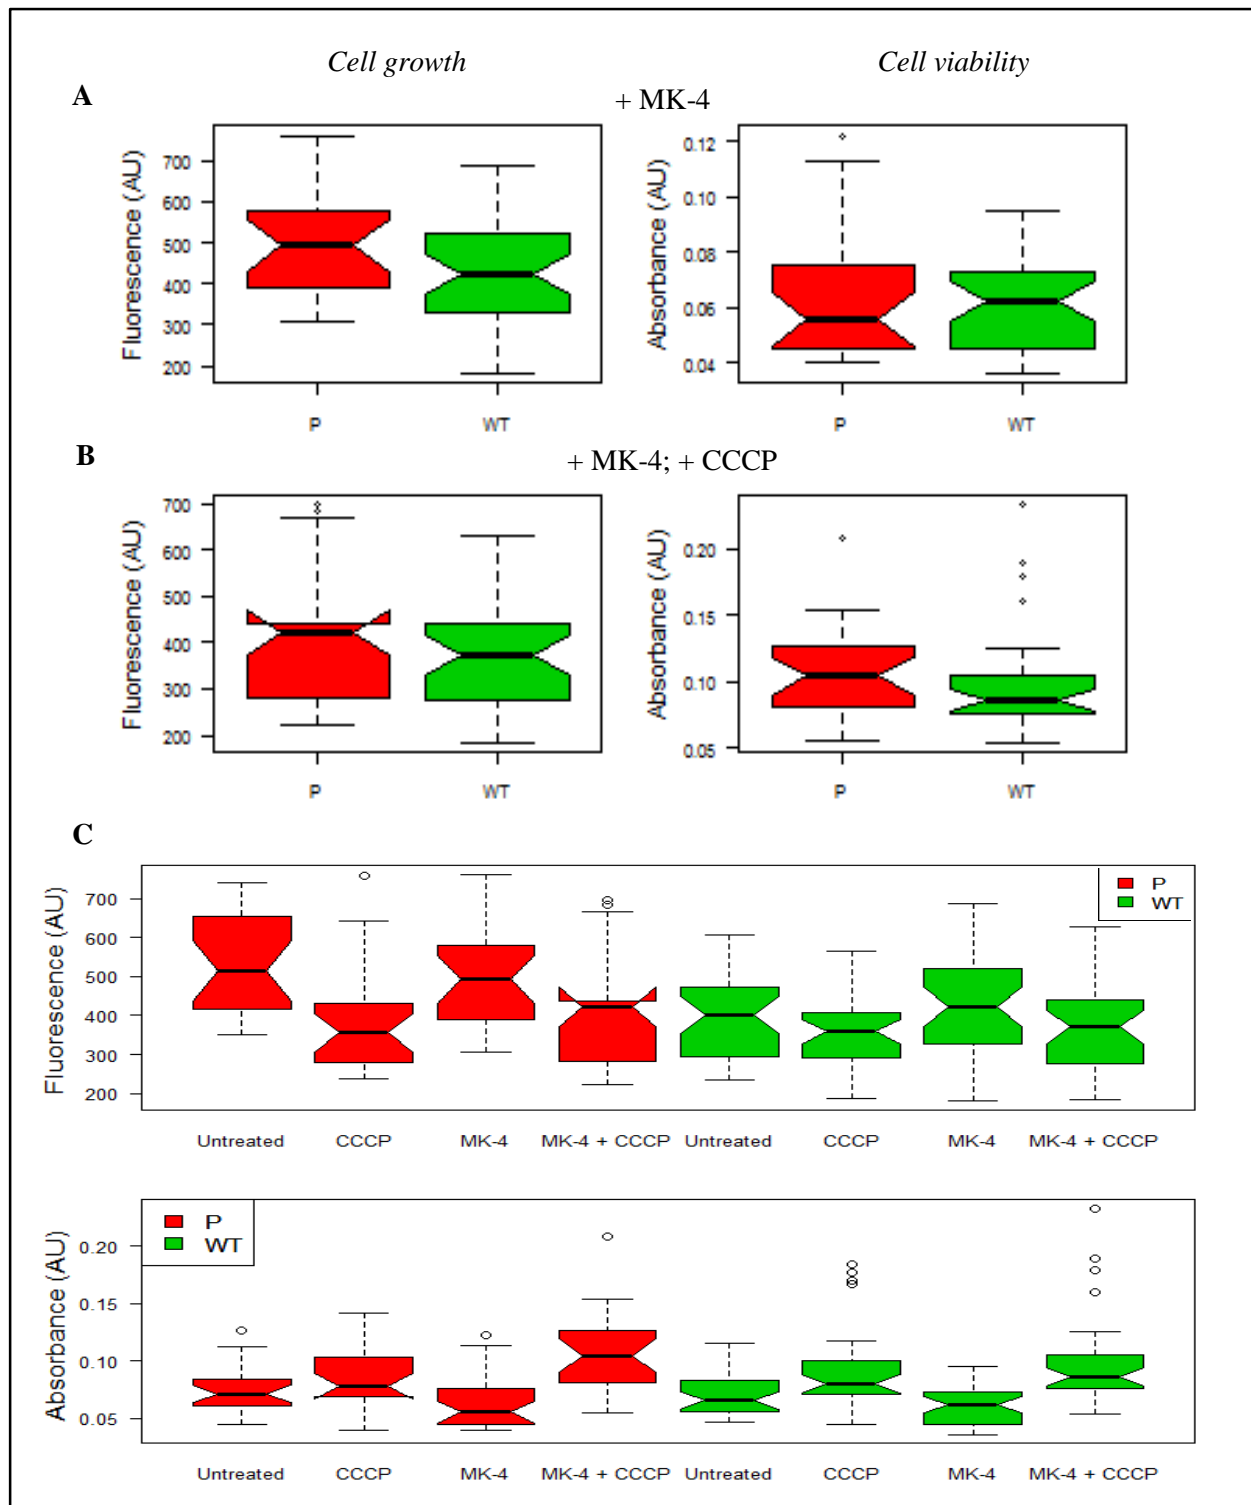 Cell growth
Cell viability
A
+ MK-4
Fluorescence (AU)
700
600
500
400
300
200
P
WT
Absorbance (AU)
0.12
0.10
0.08
0.06
0.04
P
WT
B
+ MK-4; + CCCP
Fluorescence (AU)
700
600
500
400
300
200
P
WT
Absorbance (AU)
0.20
0.15
0.10
0.05
P
WT
C
Fluorescence (AU)
700
600
500
400
300
200
P
WT
Untreated CCCP MK-4 MK-4 + CCCP Untreated CCCP MK-4 MK-4 + CCCP
Absorbance (AU)
0.20
0.15
0.10
0.05
P
WT
Untreated CCCP MK-4 MK-4 + CCCP Untreated CCCP MK-4 MK-4 + CCCP